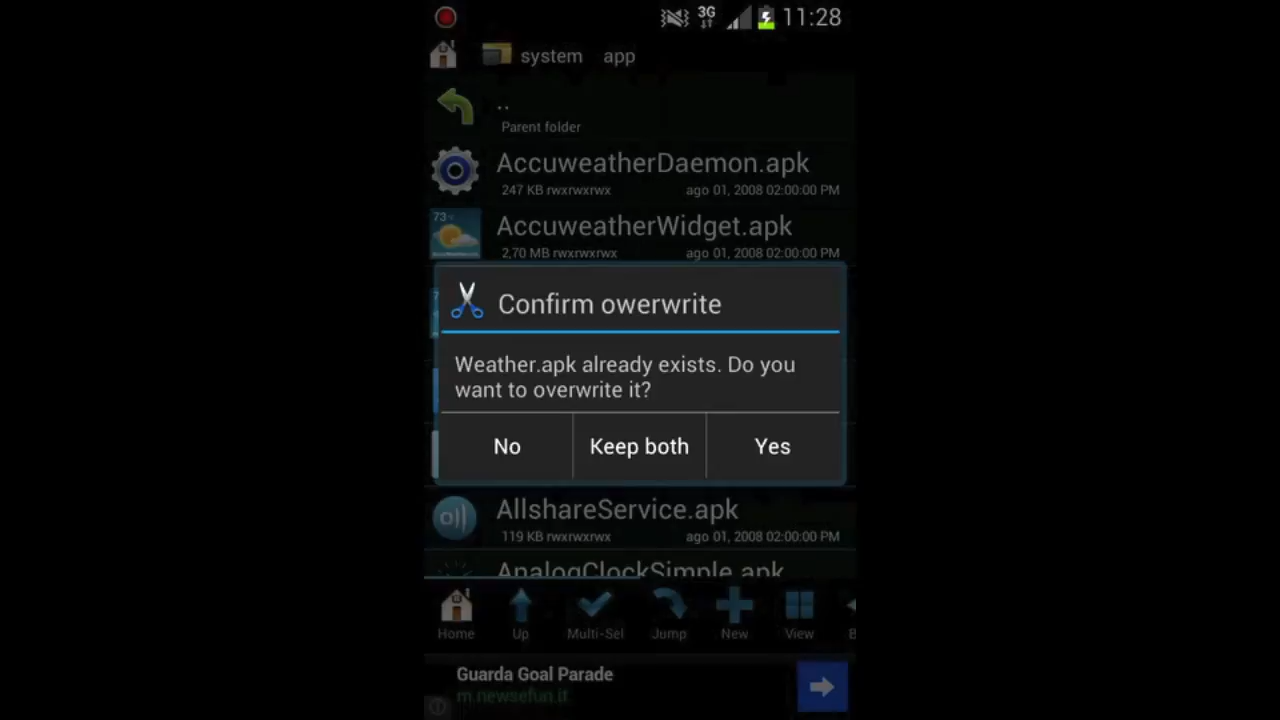 3G 11:28
system app
..
Parent folder
AccuweatherDaemon.apk
247 KB rwxrwxrwx ago 01, 2008 02:00:00 PM
73°
AccuweatherWidget.apk
2,70 MB rwxrwxrwx ago 01, 2008 02:00:00 PM
Confirm owerwrite
Weather.apk already exists. Do you
want to overwrite it?
No Keep both Yes
AllshareService.apk
119 KB rwxrwxrwx ago 01, 2008 02:00:00 PM
AnalogClockSimple.apk
Home Up Multi-Sel Jump New View B
Guarda Goal Parade
m.newsefun.it